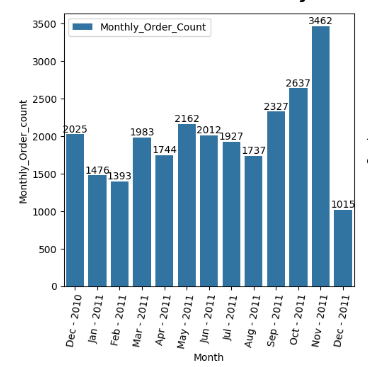 Monthly_Order_Count
3462
2637
2327
2162
2025
2012
1983
1927
1744
1737
1476
1393
1015
3500
3000
2500
2000
1500
1000
500
0
Monthly_Order_count
Dec - 2010
Jan - 2011
Feb - 2011
Mar - 2011
Apr - 2011
May - 2011
Jun - 2011
Jul - 2011
Aug - 2011
Sep - 2011
Oct - 2011
Nov - 2011
Dec - 2011
Month